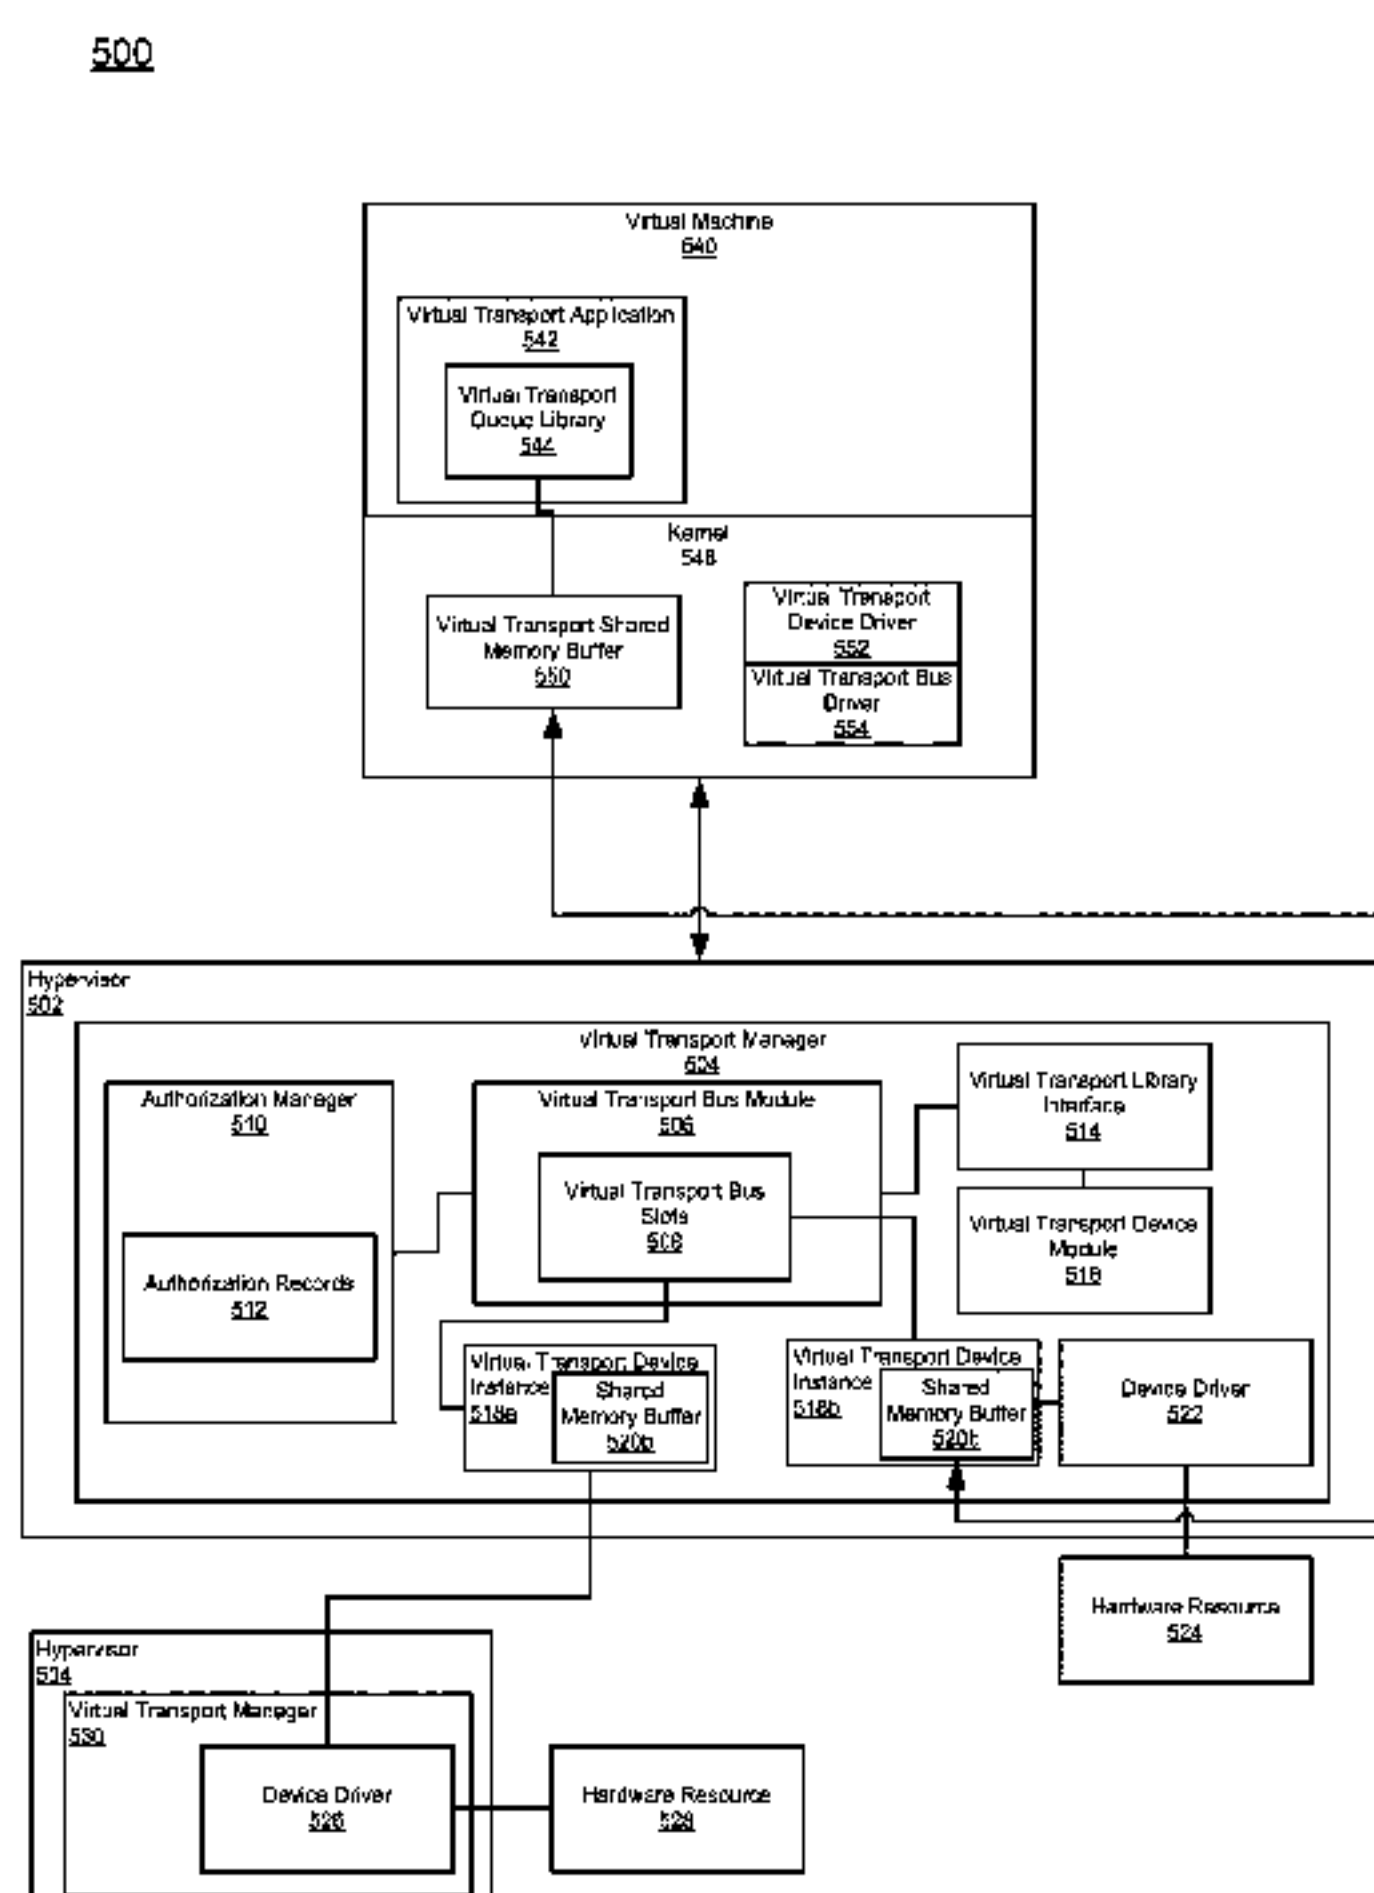 500
Virtual Machine
540
Virtual Transport Application
542
Virtual Transport
Queue Library
544
Kernel
548
Virtual Transport Shared
Memory Buffer
550
Virtual Transport
Device Driver
552
Virtual Transport Bus
Driver
554
Hypervisor
502
Virtual Transport Manager
504
Authorization Manager
510
Authorization Records
512
Virtual Transport Bus Module
506
Virtual Transport Bus
Slots
508
Virtual Transport Library
Interface
514
Virtual Transport Device
Module
516
Virtual Transport Device
Instance
518a
Shared
Memory Buffer
520b
Virtual Transport Device
Instance
518b
Shared
Memory Buffer
520b
Device Driver
522
Hardware Resource
524
Hypervisor
534
Virtual Transport Manager
530
Device Driver
526
Hardware Resource